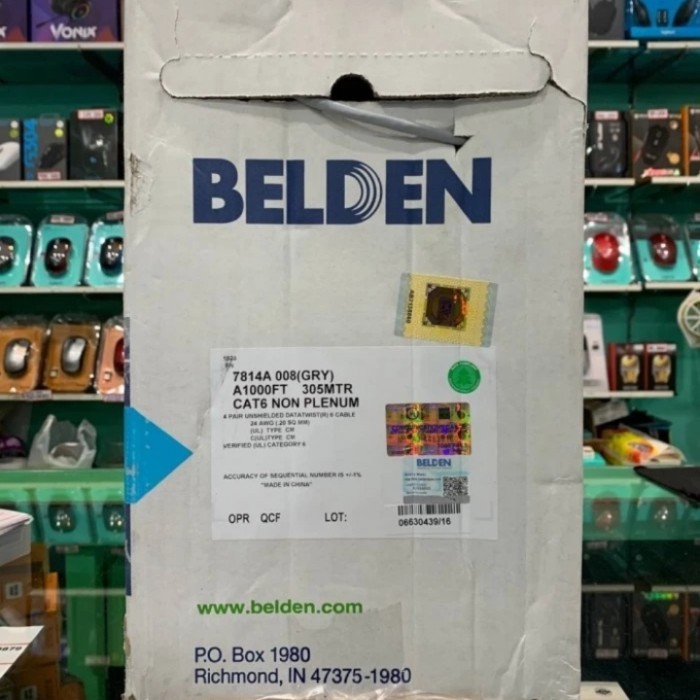 VONIX
BELDEN
7814A 008(GRY)
A1000FT 305MTR
CAT6 NON PLENUM
4 PAIR UNSHIELDED DATATWIST(R) 6 CABLE
24 AWG (.20 SQ MM)
(UL) TYPE CM
C(UL)TYPE CM
VERIFIED (UL) CATEGORY 6
ACCURACY OF SEQUENTIAL NUMBER IS +/-1%
"MADE IN CHINA"
BELDEN
OPR QCF LOT:
06630439/16
www.belden.com
P.O. Box 1980
Richmond, IN 47375-1980